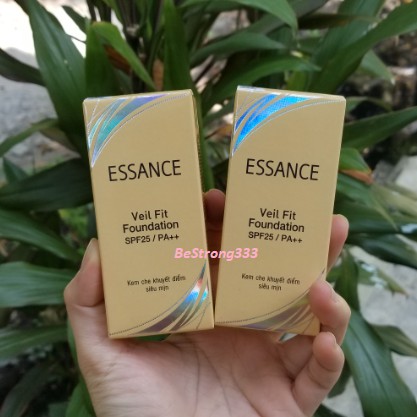 ESSANCE
Veil Fit
Foundation
SPF25 / PA++
Kem che khuyết điểm
siêu mịn
ESSANCE
Veil Fit
Foundation
SPF25 / PA++
Kem che khuyết điểm
siêu mịn
BeStrong333